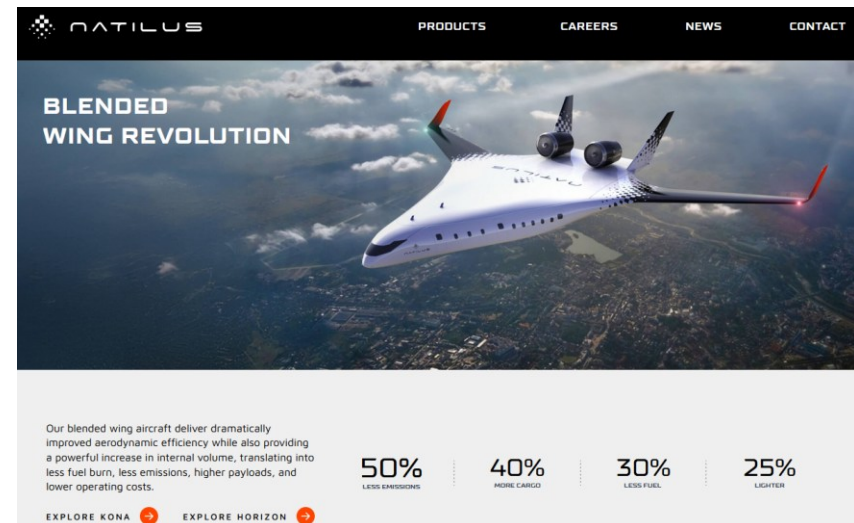 NATILUS
PRODUCTS
CAREERS
NEWS
CONTACT
BLENDED
WING REVOLUTION
Our blended wing aircraft deliver dramatically
improved aerodynamic efficiency while also providing
a powerful increase in internal volume, translating into
less fuel burn, less emissions, higher payloads, and
lower operating costs.
EXPLORE KONA
EXPLORE HORIZON
50%
LESS EMISSIONS
40%
MORE CARGO
30%
LESS FUEL
25%
LIGHTER